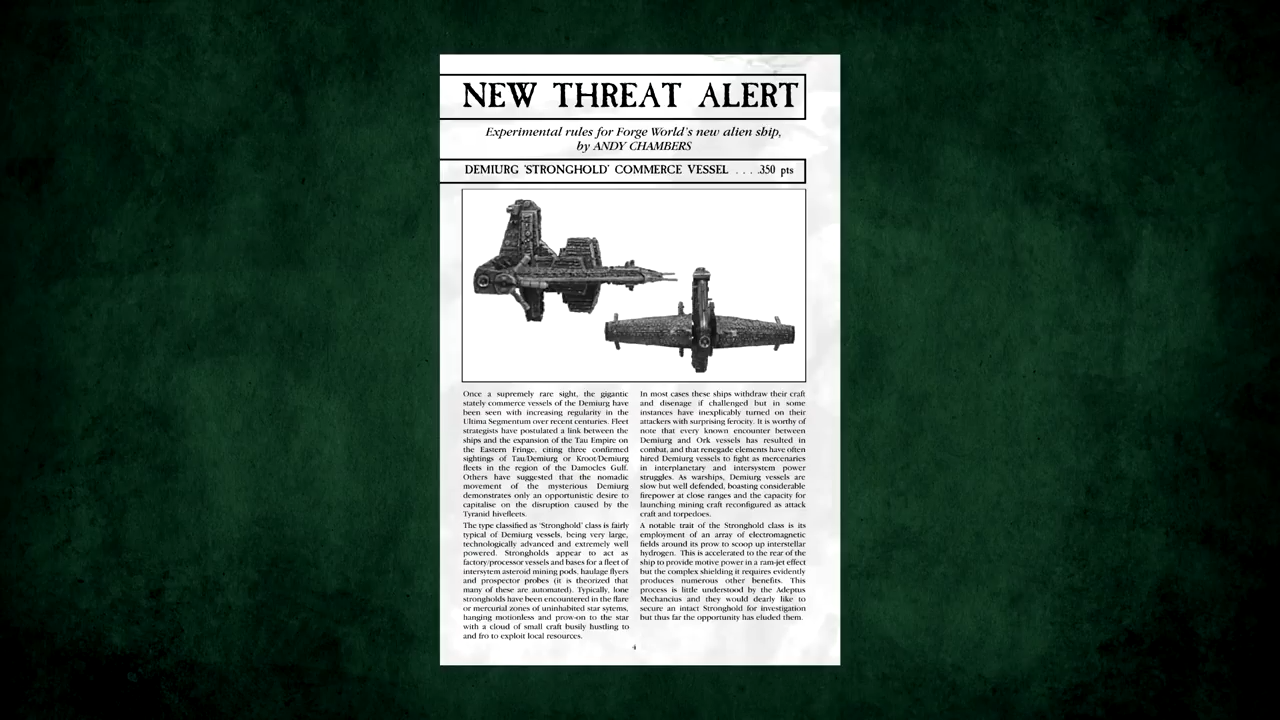 NEW THREAT ALERT
Experimental rules for Forge World's new alien ship,
by ANDY CHAMBERS
DEMIURG 'STRONGHOLD' COMMERCE VESSEL . . . .350 pts
Once a supremely rare sight, the gigantic
stately commerce vessels of the Demiurg have
been seen with increasing regularity in the
Ultima Segmentum over recent centuries. Fleet
strategists have postulated a link between the
ships and the expansion of the Tau Empire on
the Eastern Fringe, citing three confirmed
sightings of Tau/Demiurg or Kroot/Demiurg
fleets in the region of the Damocles Gulf.
Others have suggested that the nomadic
movement of the mysterious Demiurg
demonstrates only an opportunistic desire to
capitalise on the disruption caused by the
Tyranid hivefleets.
The type classified as 'Stronghold' class is fairly
typical of Demiurg vessels, being very large,
technologically advanced and extremely well
powered. Strongholds appear to act as
factory/processor vessels and bases for a fleet of
intersytem asteroid mining pods, haulage flyers
and prospector probes (it is theorized that
many of these are automated). Typically, lone
strongholds have been encountered in the flare
or mercurial zones of uninhabited star sytems,
hanging motionless and prow-on to the star
with a cloud of small craft busily hustling to
and fro to exploit local resources.
In most cases these ships withdraw their craft
and disenage if challenged but in some
instances have inexplicably turned on their
attackers with surprising ferocity. It is worthy of
note that every known encounter between
Demiurg and Ork vessels has resulted in
combat, and that renegade elements have often
hired Demiurg vessels to fight as mercenaries
in interplanetary and intersystem power
struggles. As warships, Demiurg vessels are
slow but well defended, boasting considerable
firepower at close ranges and the capacity for
launching mining craft reconfigured as attack
craft and torpedoes.
A notable trait of the Stronghold class is its
employment of an array of electromagnetic
fields around its prow to scoop up interstellar
hydrogen. This is accelerated to the rear of the
ship to provide motive power in a ram-jet effect
but the complex shielding it requires evidently
produces numerous other benefits. This
process is little understood by the Adeptus
Mechancius and they would dearly like to
secure an intact Stronghold for investigation
but thus far the opportunity has eluded them.
4